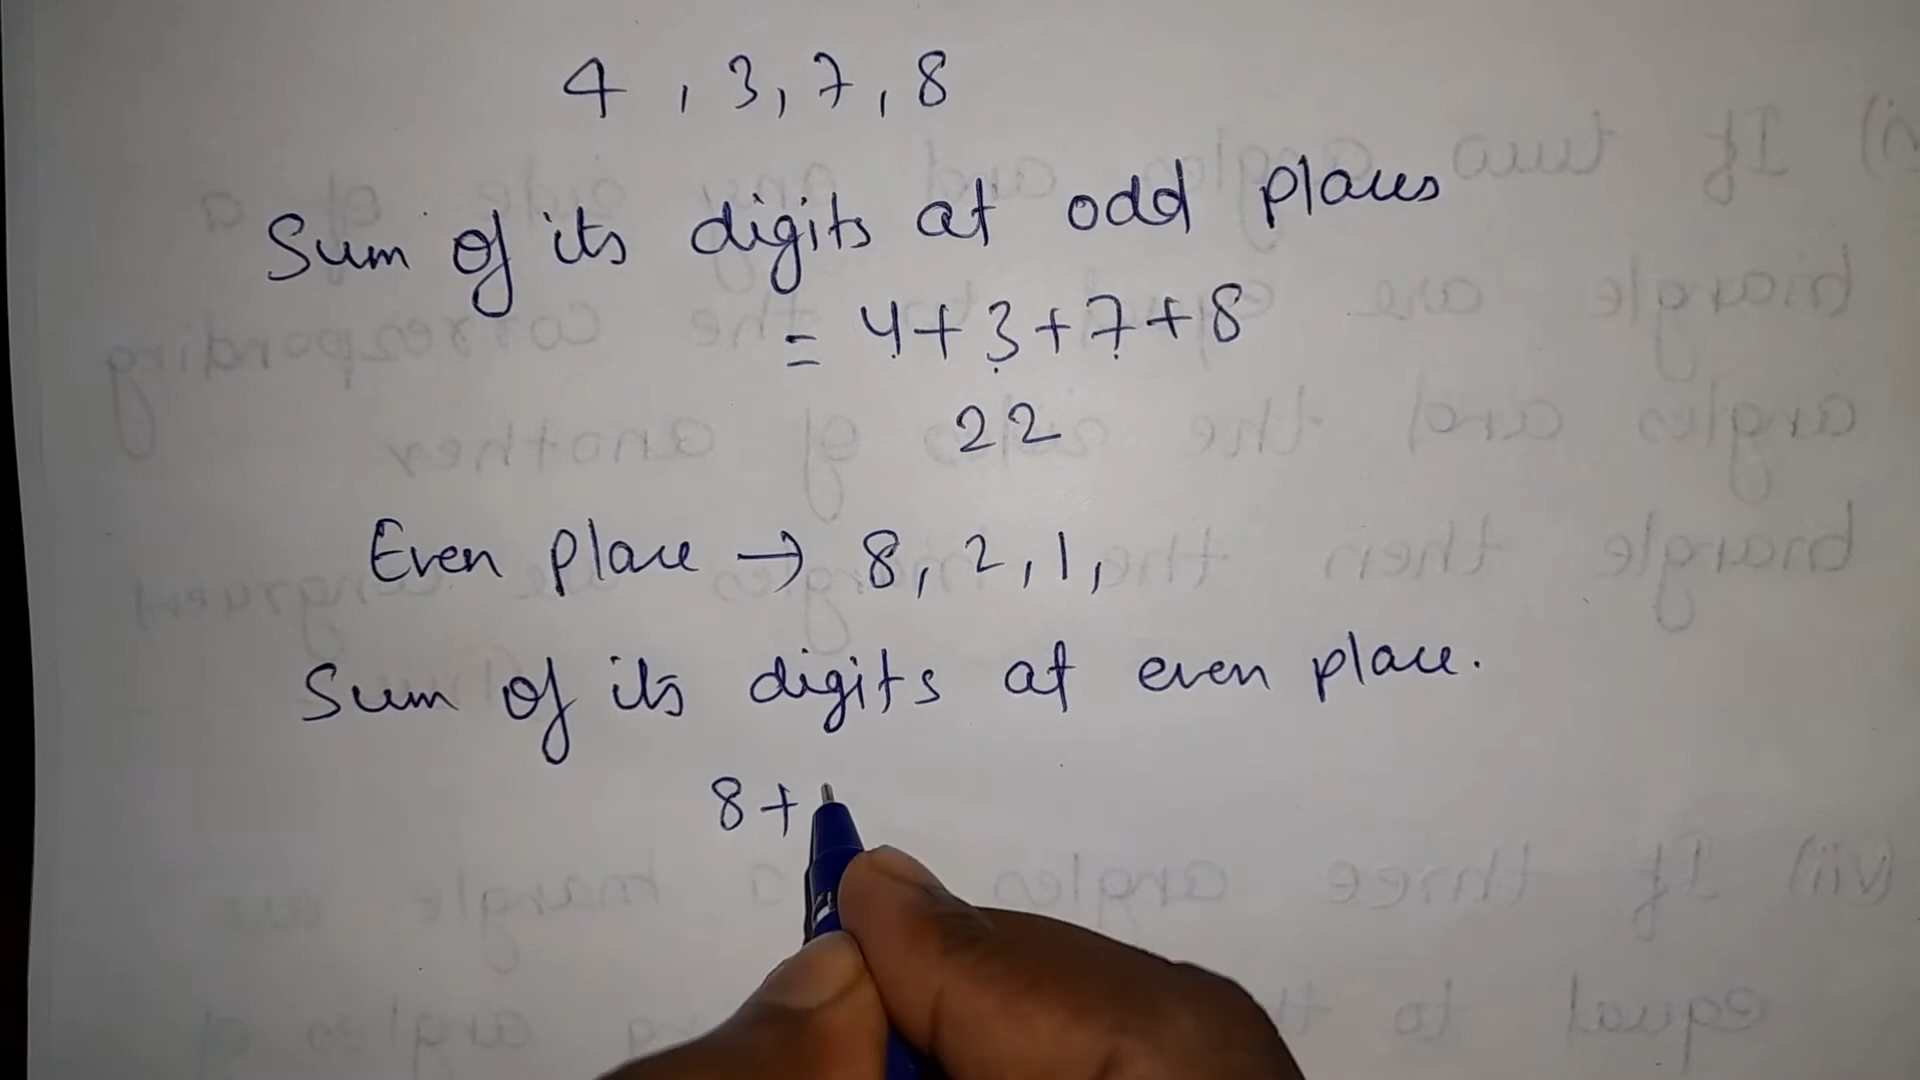 4 , 3, 7, 8
Sum of its digits at odd places
= 4+3+7+8
22
Even place → 8, 2, 1,
Sum of its digits at even place.
8+